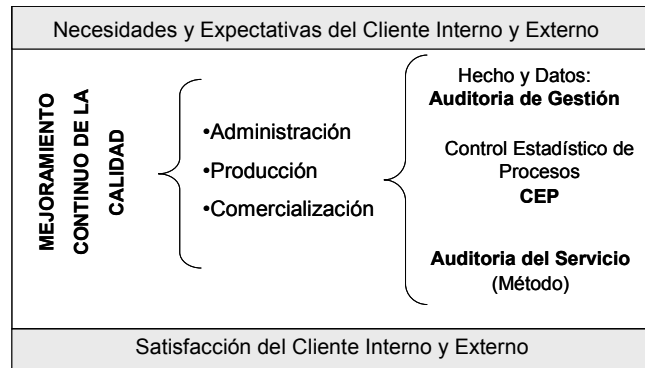 Necesidades y Expectativas del Cliente Interno y Externo
MEJORAMIENTO
CONTINUO DE LA
CALIDAD
•Administración
•Producción
•Comercialización
Hecho y Datos:
Auditoria de Gestión
Control Estadístico de
Procesos
CEP
Auditoria del Servicio
(Método)
Satisfacción del Cliente Interno y Externo